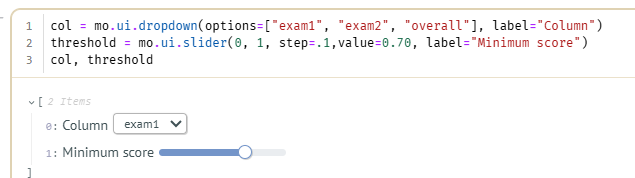 1 col = mo.ui.dropdown(options=["exam1", "exam2", "overall"], label="Column")
2 threshold = mo.ui.slider(0, 1, step=.1,value=0.70, label="Minimum score")
3 col, threshold
[ 2 Items
0: Column exam1
1: Minimum score
]